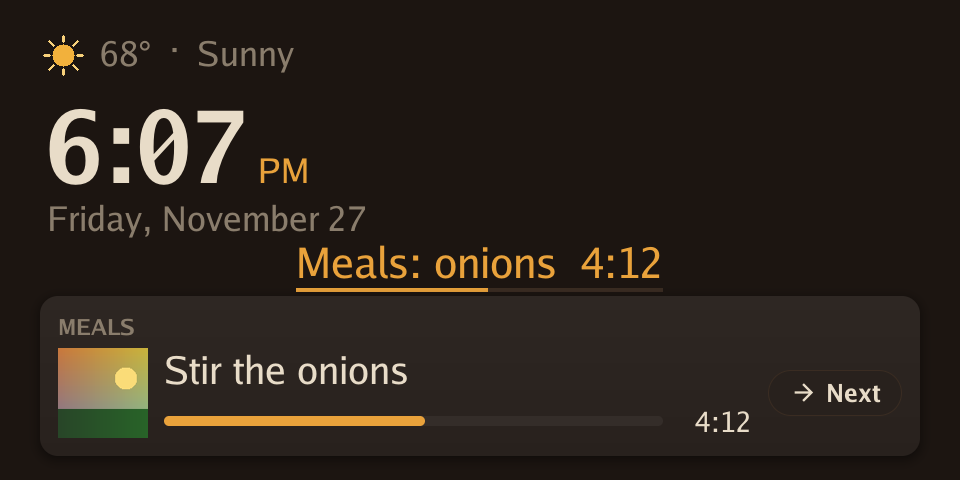 68° · Sunny
6:07 PM
Friday, November 27
Meals: onions 4:12
MEALS
Stir the onions
4:12
→ Next